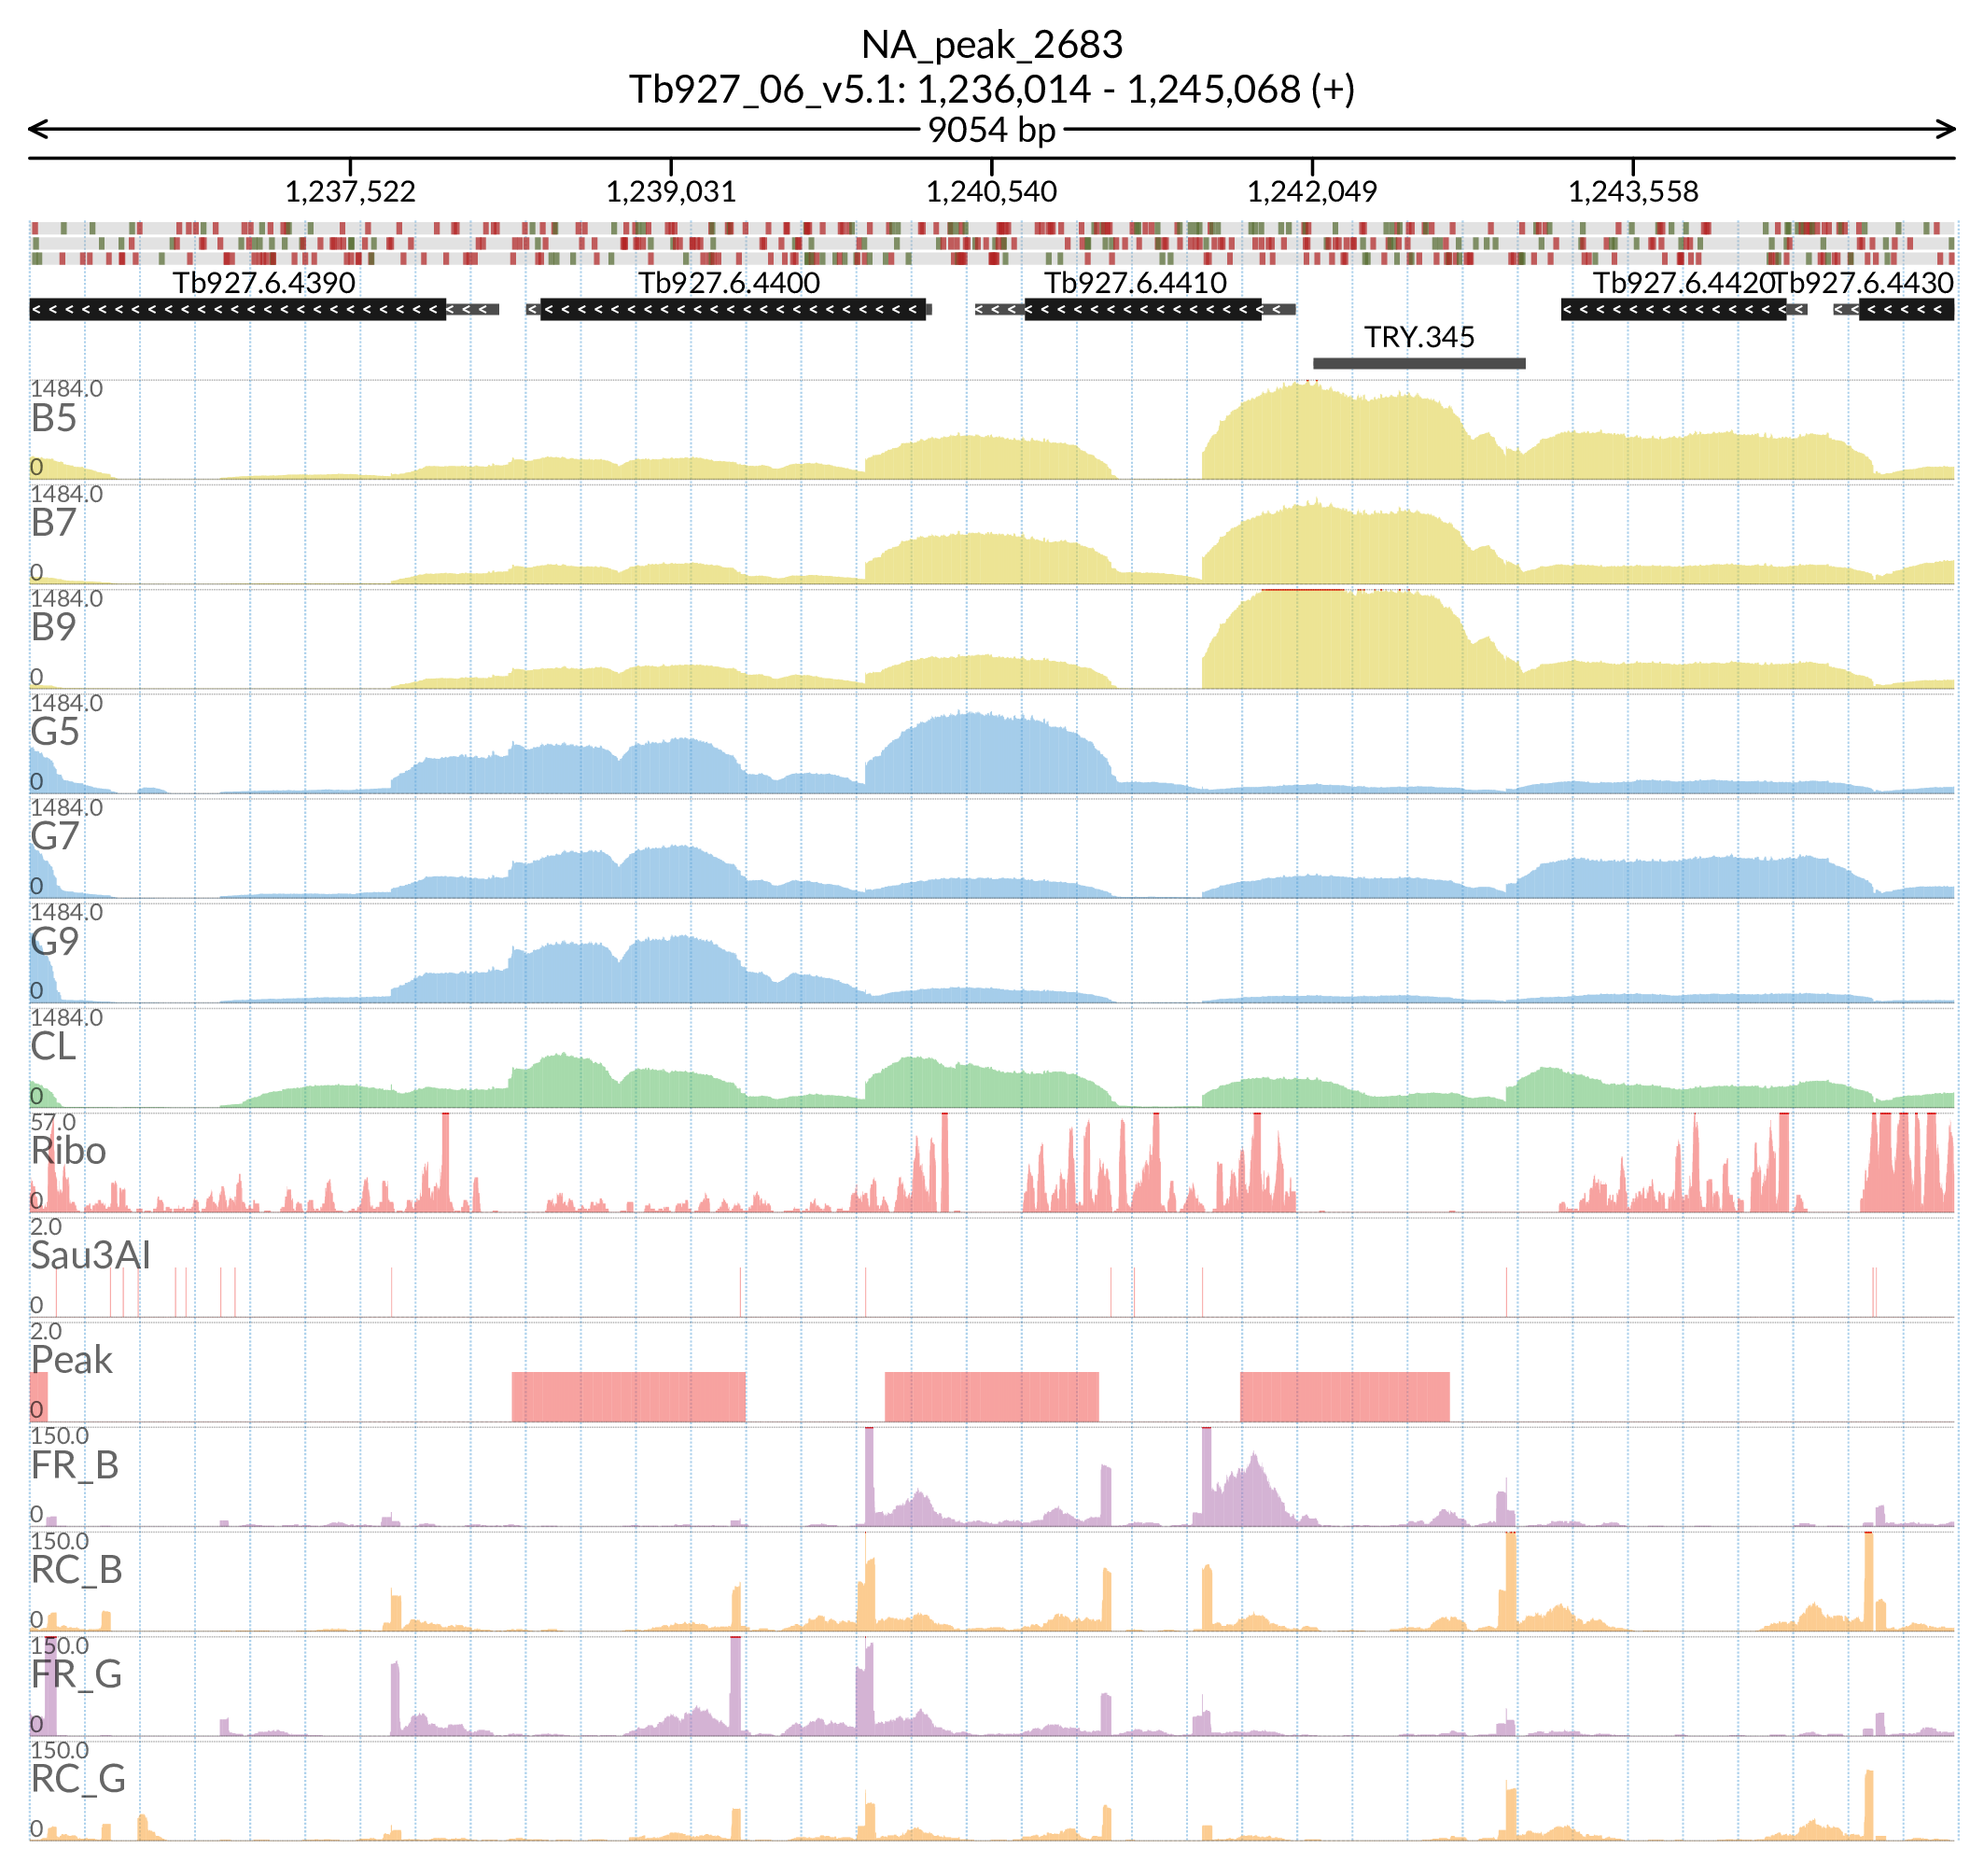 NA_peak_2683
Tb927_06_v5.1: 1,236,014 - 1,245,068 (+)
9054 bp
1,237,522 1,239,031 1,240,540 1,242,049 1,243,558
Tb927.6.4390 Tb927.6.4400 Tb927.6.4410 Tb927.6.4420 Tb927.6.4430
TRY.345
1484.0
B5
0
1484.0
B7
0
1484.0
B9
0
1484.0
G5
0
1484.0
G7
0
1484.0
G9
0
1484.0
CL
0
57.0
Ribo
0
2.0
Sau3AI
0
2.0
Peak
0
150.0
FR_B
0
150.0
RC_B
0
150.0
FR_G
0
150.0
RC_G
0